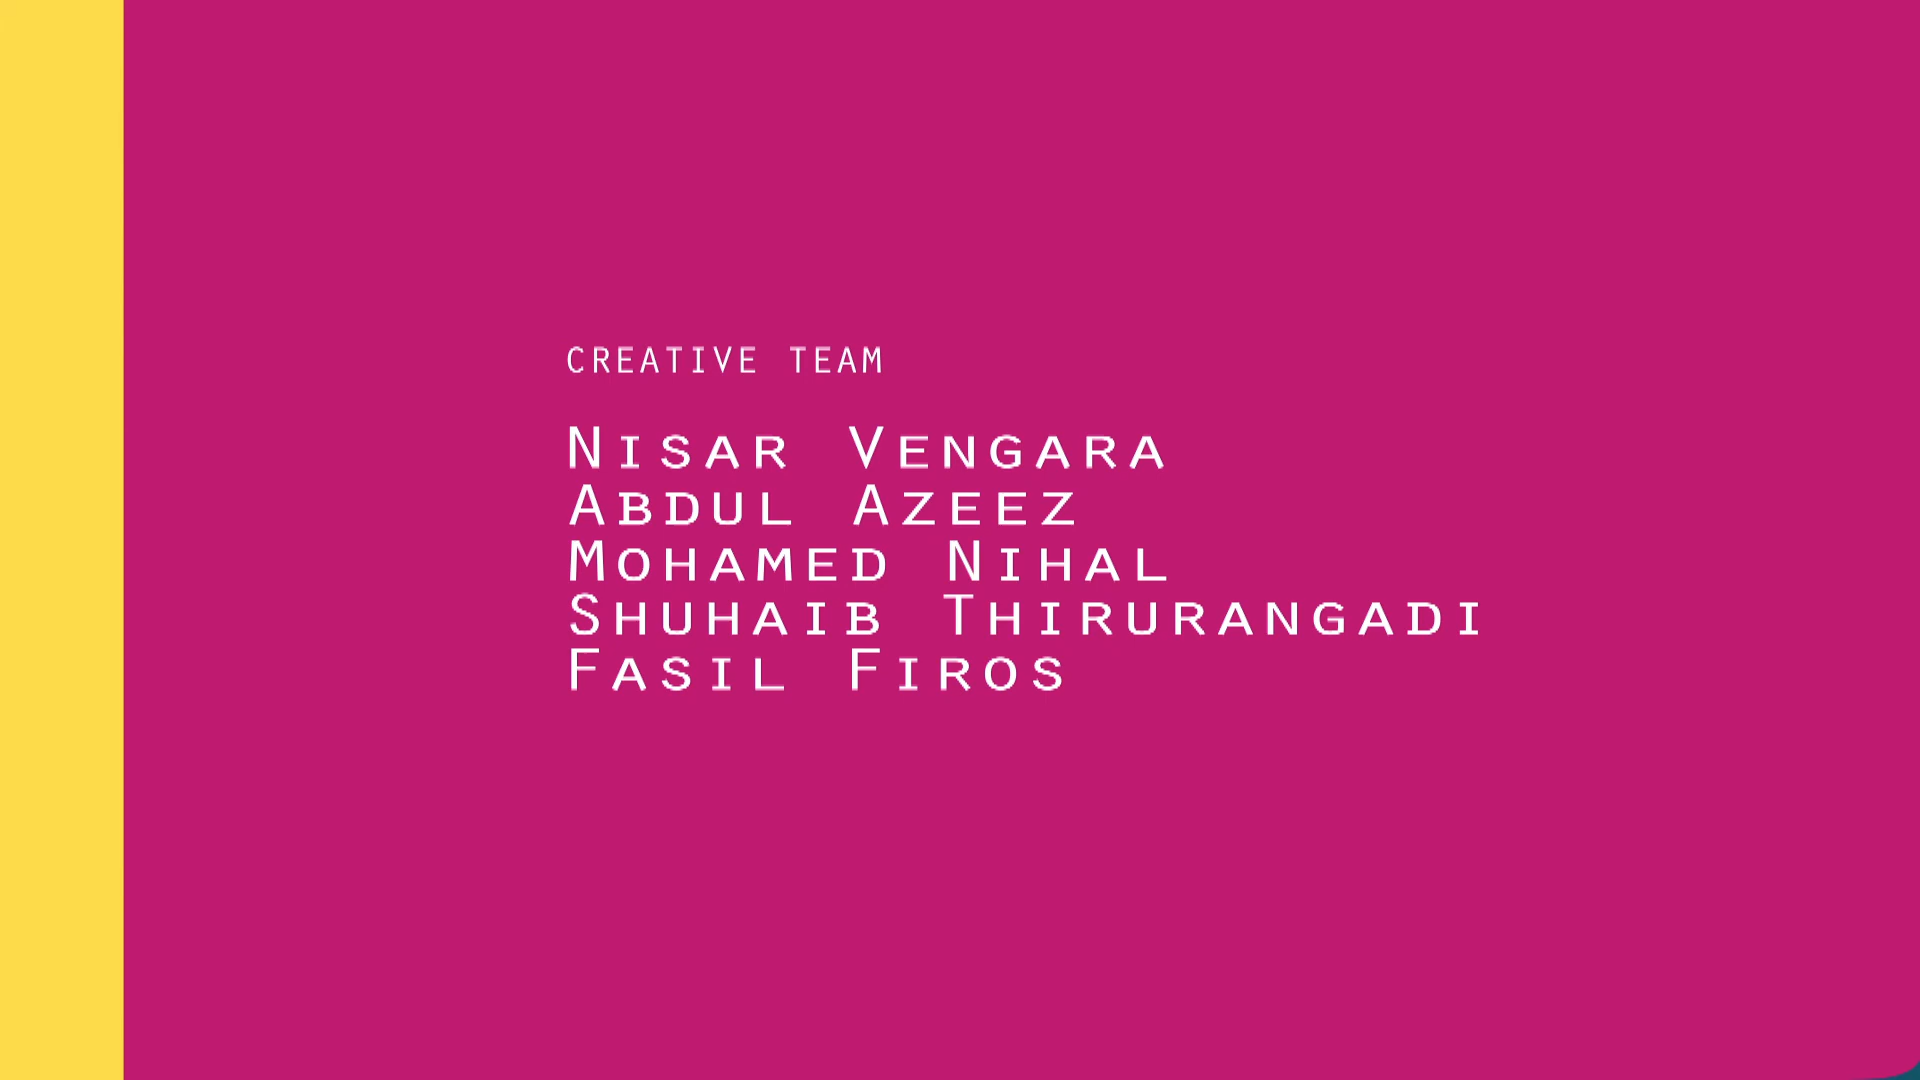 CREATIVE TEAM
Nisar Vengara
Abdul Azeez
Mohamed Nihal
Shuhaib Thirurangadi
Fasil Firos